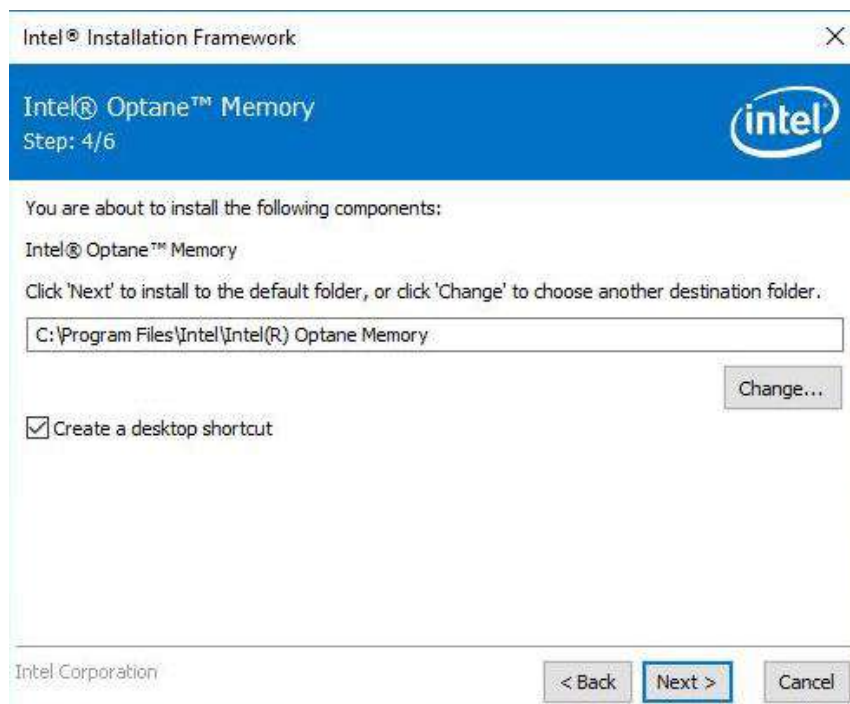 Intel® Installation Framework
Intel® Optane™ Memory
Step: 4/6
intel
You are about to install the following components:
Intel® Optane™ Memory
Click 'Next' to install to the default folder, or click 'Change' to choose another destination folder.
C:\Program Files\Intel\Intel(R) Optane Memory
Change...
Create a desktop shortcut
Intel Corporation
< Back
Next >
Cancel